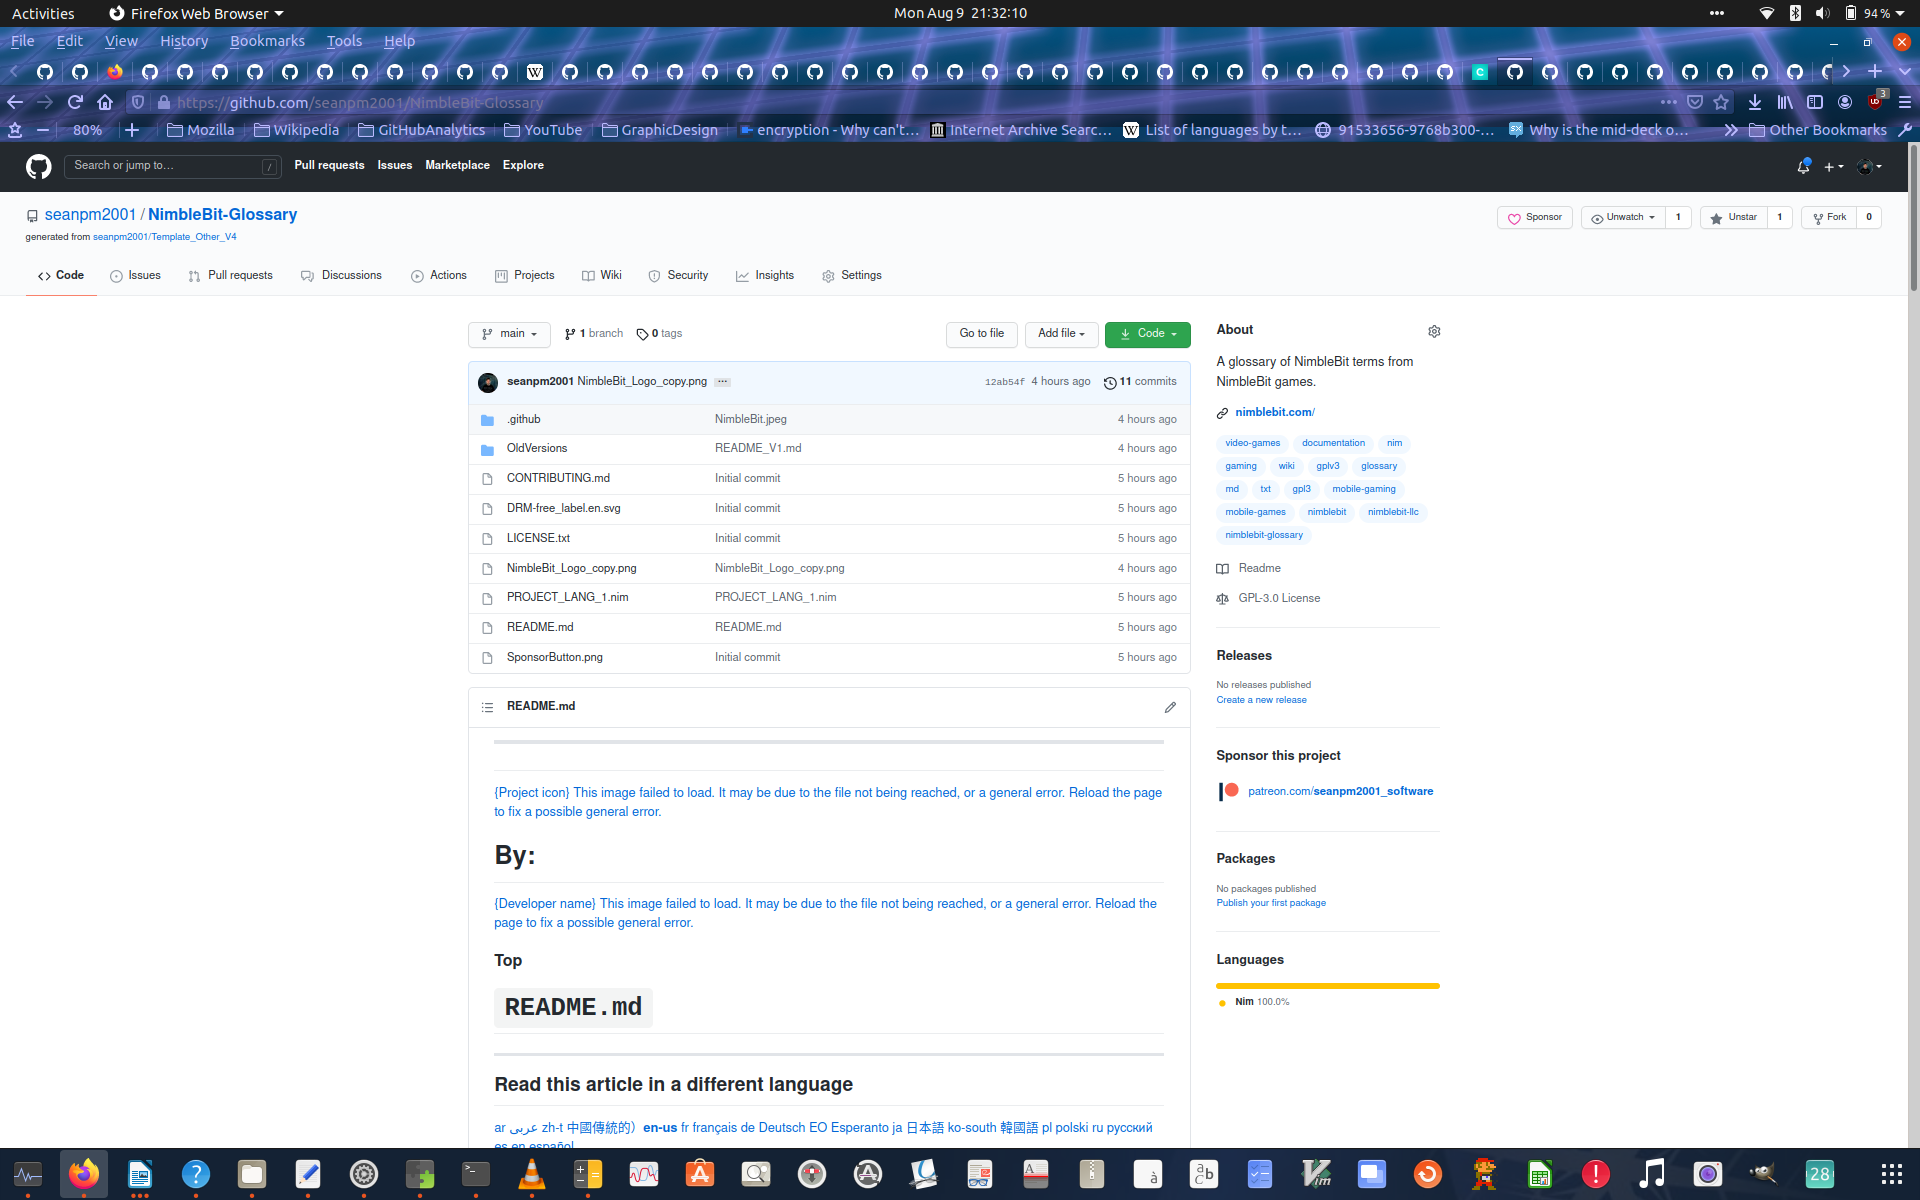 Activities Firefox Web Browser Mon Aug 9 21:32:10 94 %
File Edit View History Bookmarks Tools Help
https://github.com/seanpm2001/NimbleBit-Glossary 3
80% Mozilla Wikipedia GitHubAnalytics YouTube GraphicDesign encryption - Why can't… Internet Archive Searc… List of languages by t… 91533656-9768b300-… Why is the mid-deck o… Other Bookmarks
Search or jump to… / Pull requests Issues Marketplace Explore
seanpm2001 / NimbleBit-Glossary Sponsor Unwatch 1 Unstar 1 Fork 0
generated from seanpm2001/Template_Other_V4
Code Issues Pull requests Discussions Actions Projects Wiki Security Insights Settings
main 1 branch 0 tags Go to file Add file Code
seanpm2001 NimbleBit_Logo_copy.png … 12ab54f 4 hours ago 11 commits
.github NimbleBit.jpeg 4 hours ago
OldVersions README_V1.md 4 hours ago
CONTRIBUTING.md Initial commit 5 hours ago
DRM-free_label.en.svg Initial commit 5 hours ago
LICENSE.txt Initial commit 5 hours ago
NimbleBit_Logo_copy.png NimbleBit_Logo_copy.png 4 hours ago
PROJECT_LANG_1.nim PROJECT_LANG_1.nim 5 hours ago
README.md README.md 5 hours ago
SponsorButton.png Initial commit 5 hours ago
README.md
{Project icon} This image failed to load. It may be due to the file not being reached, or a general error. Reload the page
to fix a possible general error.
By:
{Developer name} This image failed to load. It may be due to the file not being reached, or a general error. Reload the
page to fix a possible general error.
Top
README.md
Read this article in a different language
ar عربى zh-t 中國傳統的）en-us fr français de Deutsch EO Esperanto ja 日本語 ko-south 韓國語 pl polski ru русский
es en español
About
A glossary of NimbleBit terms from
NimbleBit games.
nimblebit.com/
video-games documentation nim
gaming wiki gplv3 glossary
md txt gpl3 mobile-gaming
mobile-games nimblebit nimblebit-llc
nimblebit-glossary
Readme
GPL-3.0 License
Releases
No releases published
Create a new release
Sponsor this project
patreon.com/seanpm2001_software
Packages
No packages published
Publish your first package
Languages
Nim 100.0%
28